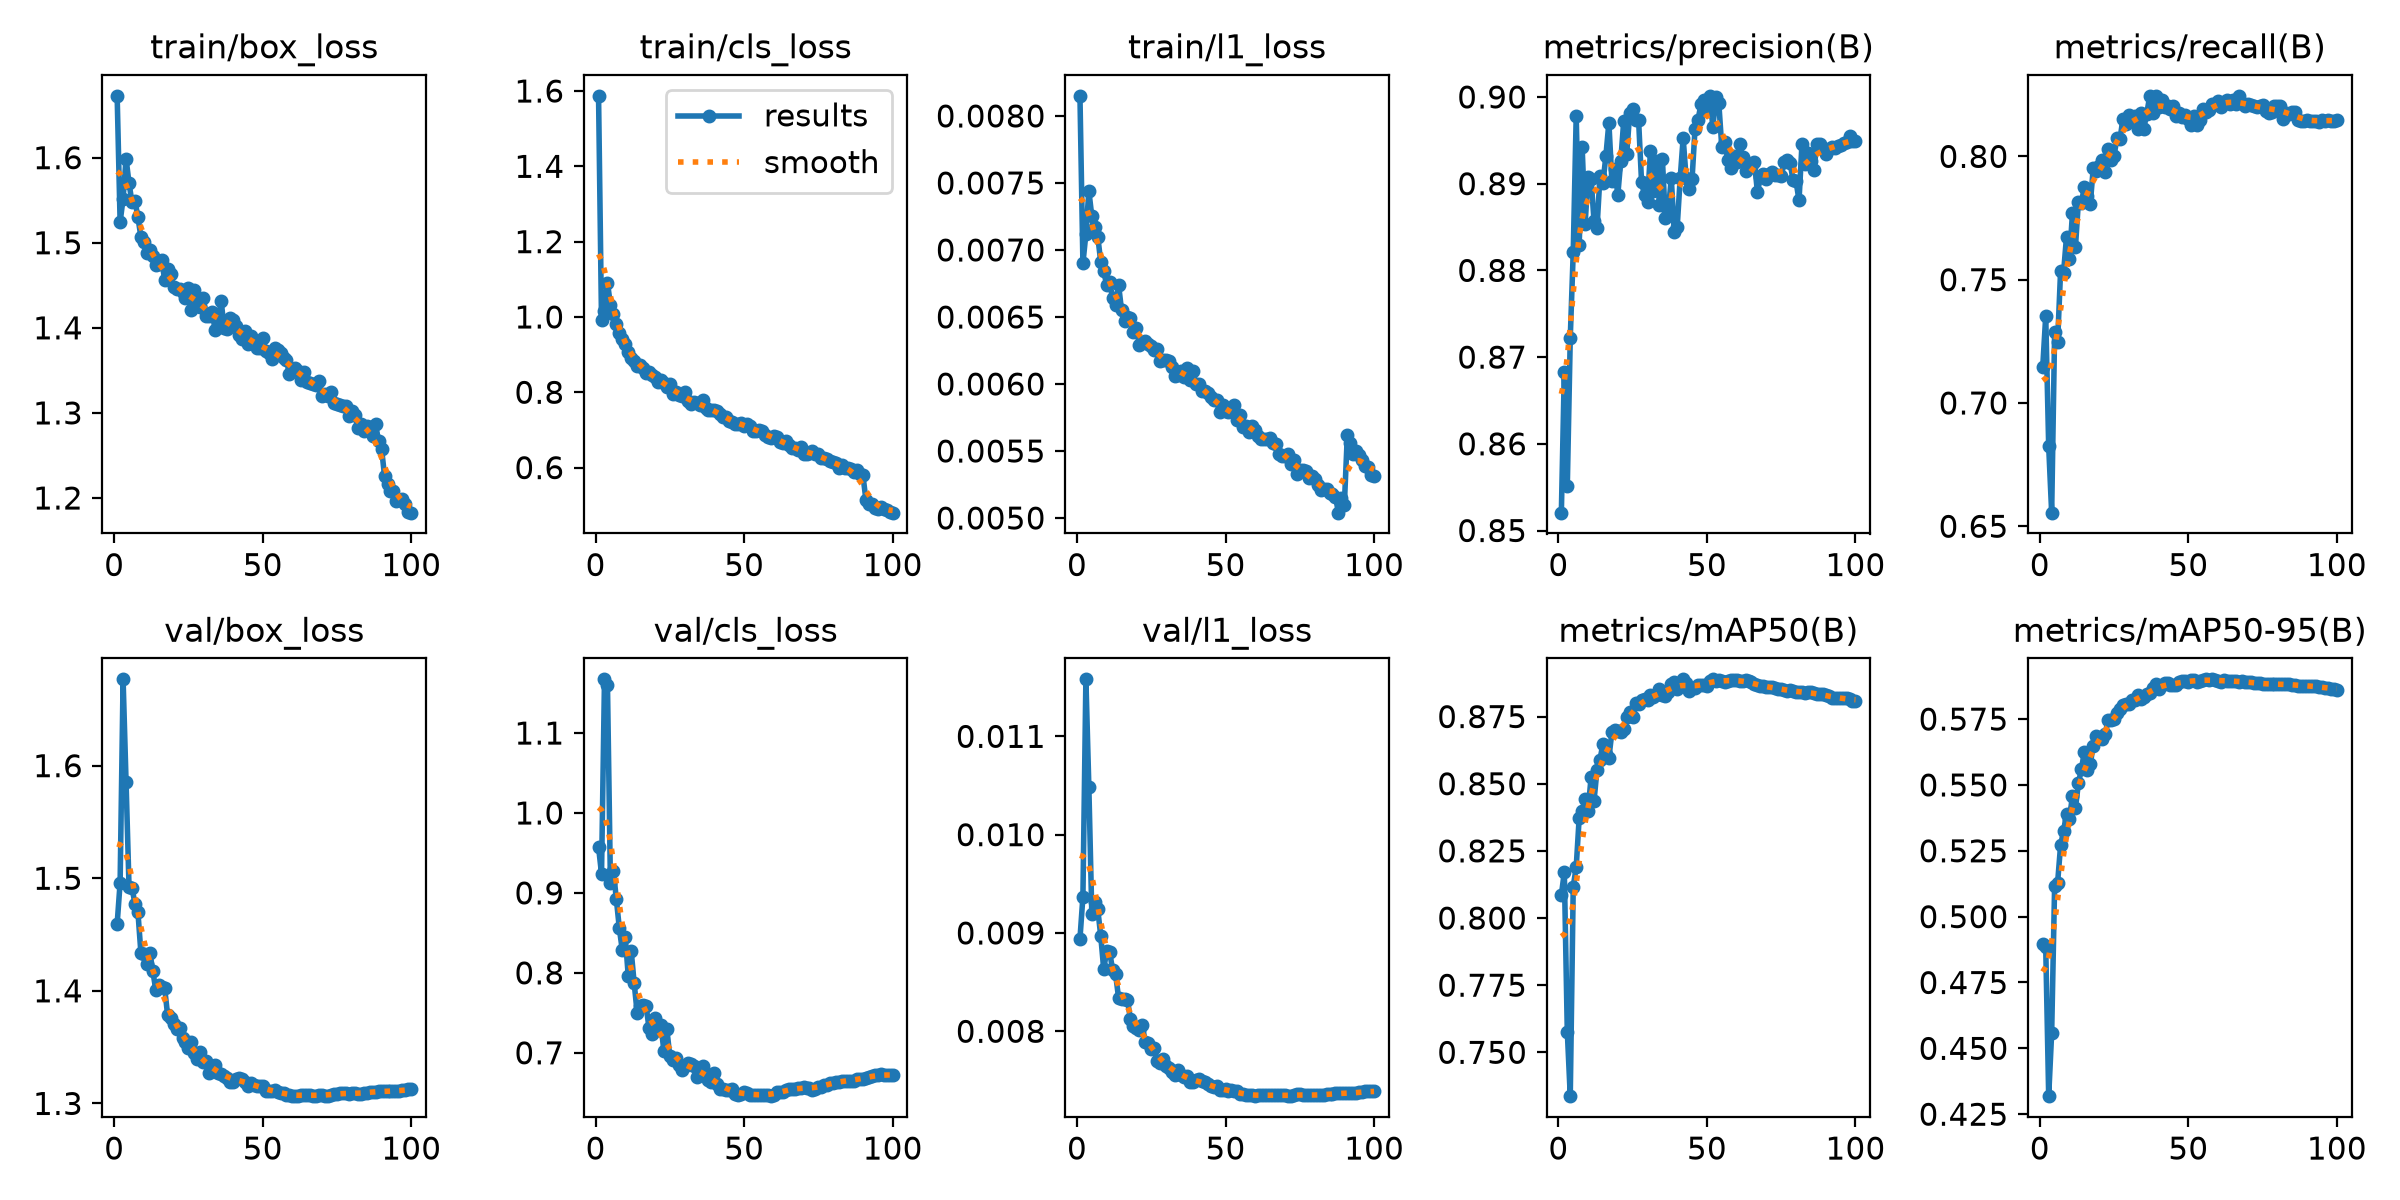 train/box_loss
1.6
1.5
1.4
1.3
1.2
0 50 100
train/cls_loss
results
smooth
1.6
1.4
1.2
1.0
0.8
0.6
0 50 100
train/l1_loss
0.0080
0.0075
0.0070
0.0065
0.0060
0.0055
0.0050
0 50 100
metrics/precision(B)
0.90
0.89
0.88
0.87
0.86
0.85
0 50 100
metrics/recall(B)
0.80
0.75
0.70
0.65
0 50 100
val/box_loss
1.6
1.5
1.4
1.3
0 50 100
val/cls_loss
1.1
1.0
0.9
0.8
0.7
0 50 100
val/l1_loss
0.011
0.010
0.009
0.008
0 50 100
metrics/mAP50(B)
0.875
0.850
0.825
0.800
0.775
0.750
0 50 100
metrics/mAP50-95(B)
0.575
0.550
0.525
0.500
0.475
0.450
0.425
0 50 100